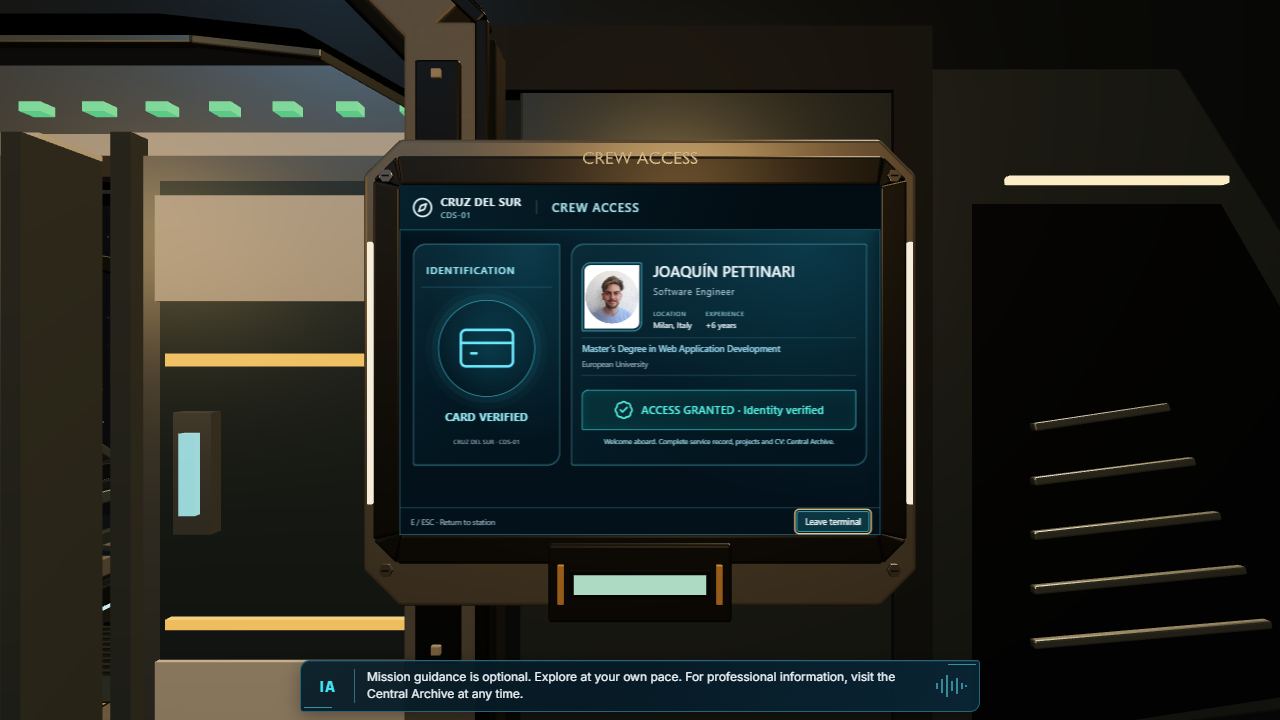 CREW ACCESS
CRUZ DEL SUR
CDS-01
CREW ACCESS
IDENTIFICATION
CARD VERIFIED
CRUZ DEL SUR · CDS-01
JOAQUÍN PETTINARI
Software Engineer
LOCATION EXPERIENCE
Milan, Italy +6 years
Master's Degree in Web Application Development
European University
ACCESS GRANTED · Identity verified
Welcome aboard. Complete service record, projects and CV: Central Archive.
E / ESC · Return to station
Leave terminal
IA
Mission guidance is optional. Explore at your own pace. For professional information, visit the
Central Archive at any time.